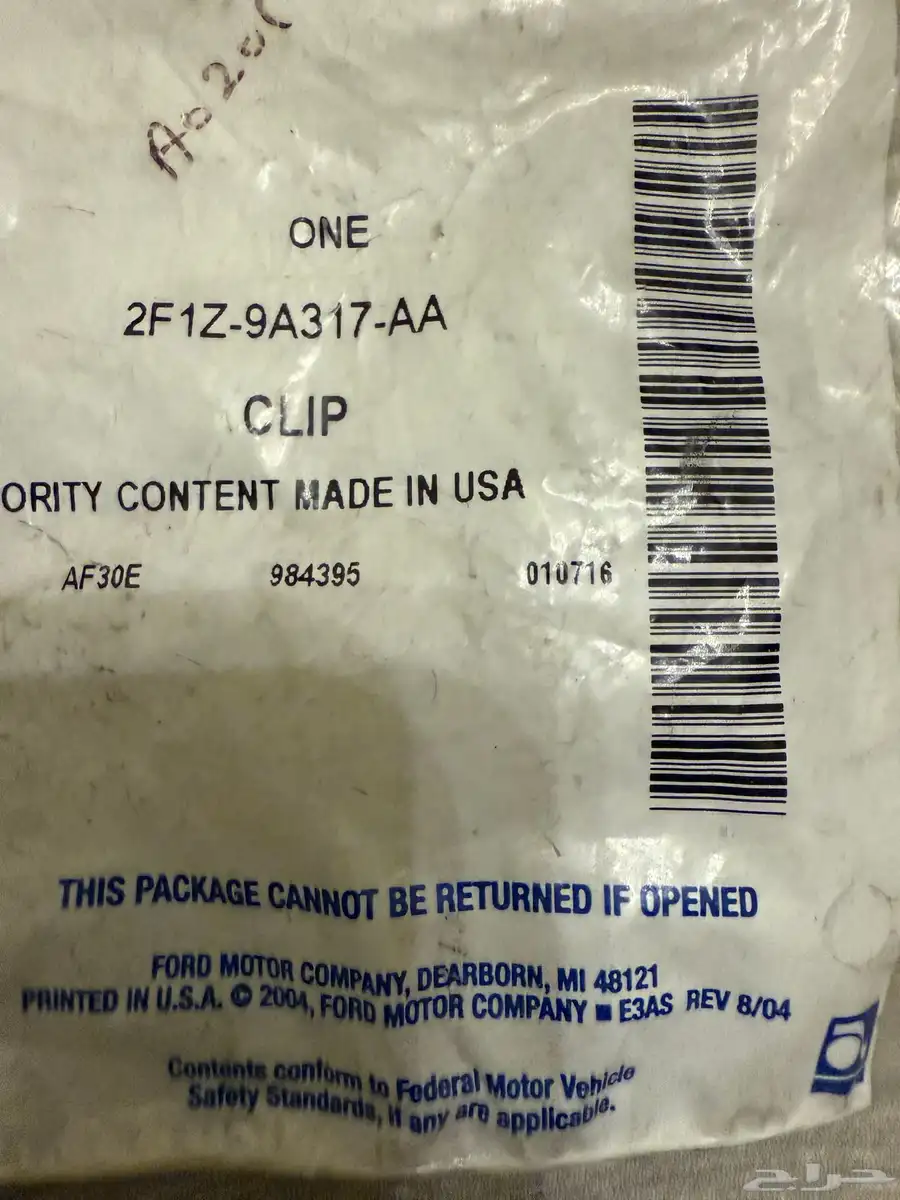 ONE
2F1Z-9A317-AA
CLIP
ORITY CONTENT MADE IN USA
AF30E 984395 010716
THIS PACKAGE CANNOT BE RETURNED IF OPENED
FORD MOTOR COMPANY, DEARBORN, MI 48121
PRINTED IN U.S.A. © 2004, FORD MOTOR COMPANY ■ E3AS REV 8/04
5
Contents conform to Federal Motor Vehicle
Safety Standards, if any are applicable.
حراج